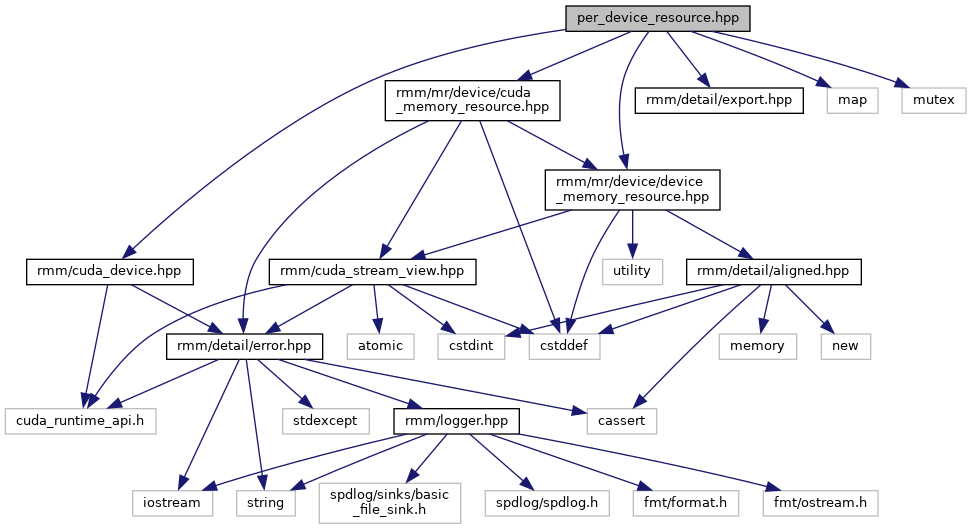 per_device_resource.hpp
rmm/mr/device/cuda
_memory_resource.hpp
rmm/detail/export.hpp
map
mutex
rmm/mr/device/device
_memory_resource.hpp
rmm/cuda_device.hpp
rmm/cuda_stream_view.hpp
utility
rmm/detail/aligned.hpp
rmm/detail/error.hpp
atomic
cstdint
cstddef
memory
new
cuda_runtime_api.h
stdexcept
rmm/logger.hpp
cassert
iostream
string
spdlog/sinks/basic
_file_sink.h
spdlog/spdlog.h
fmt/format.h
fmt/ostream.h